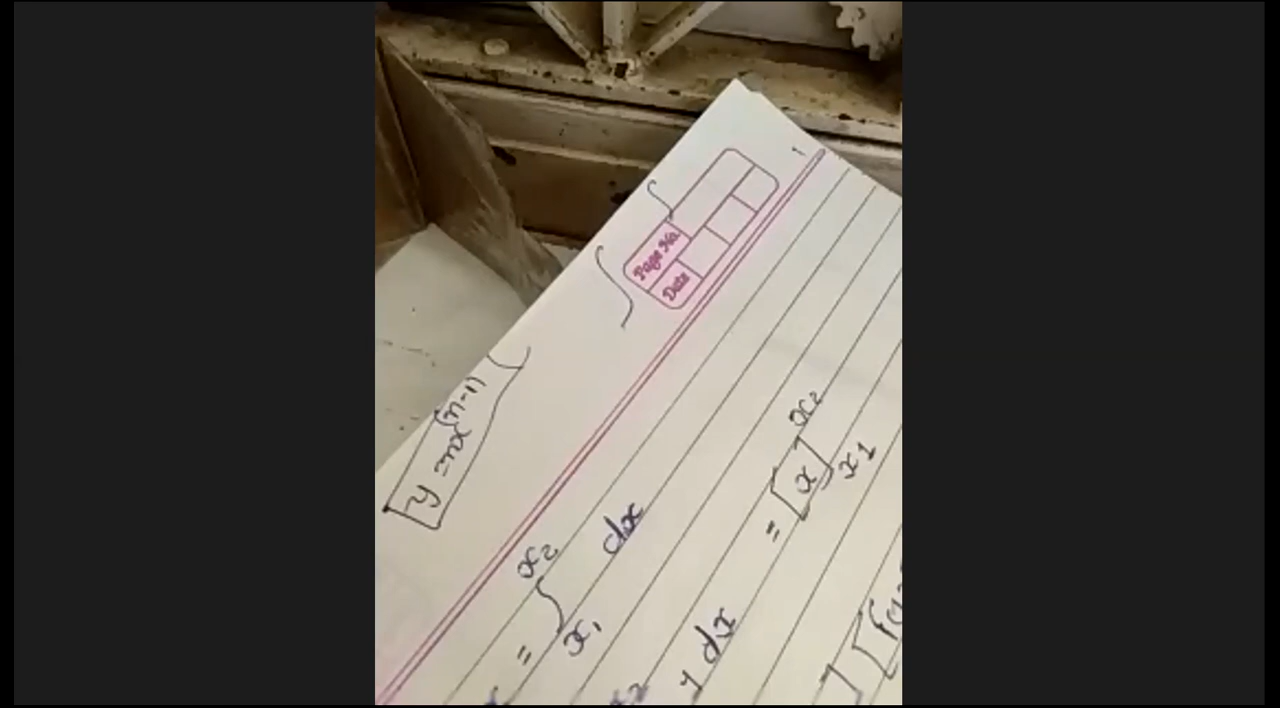 Page No.
Date
y = nx^(n-1)
= ∫ x₂ x₁ dx
1 dx = [x] x₂ x1